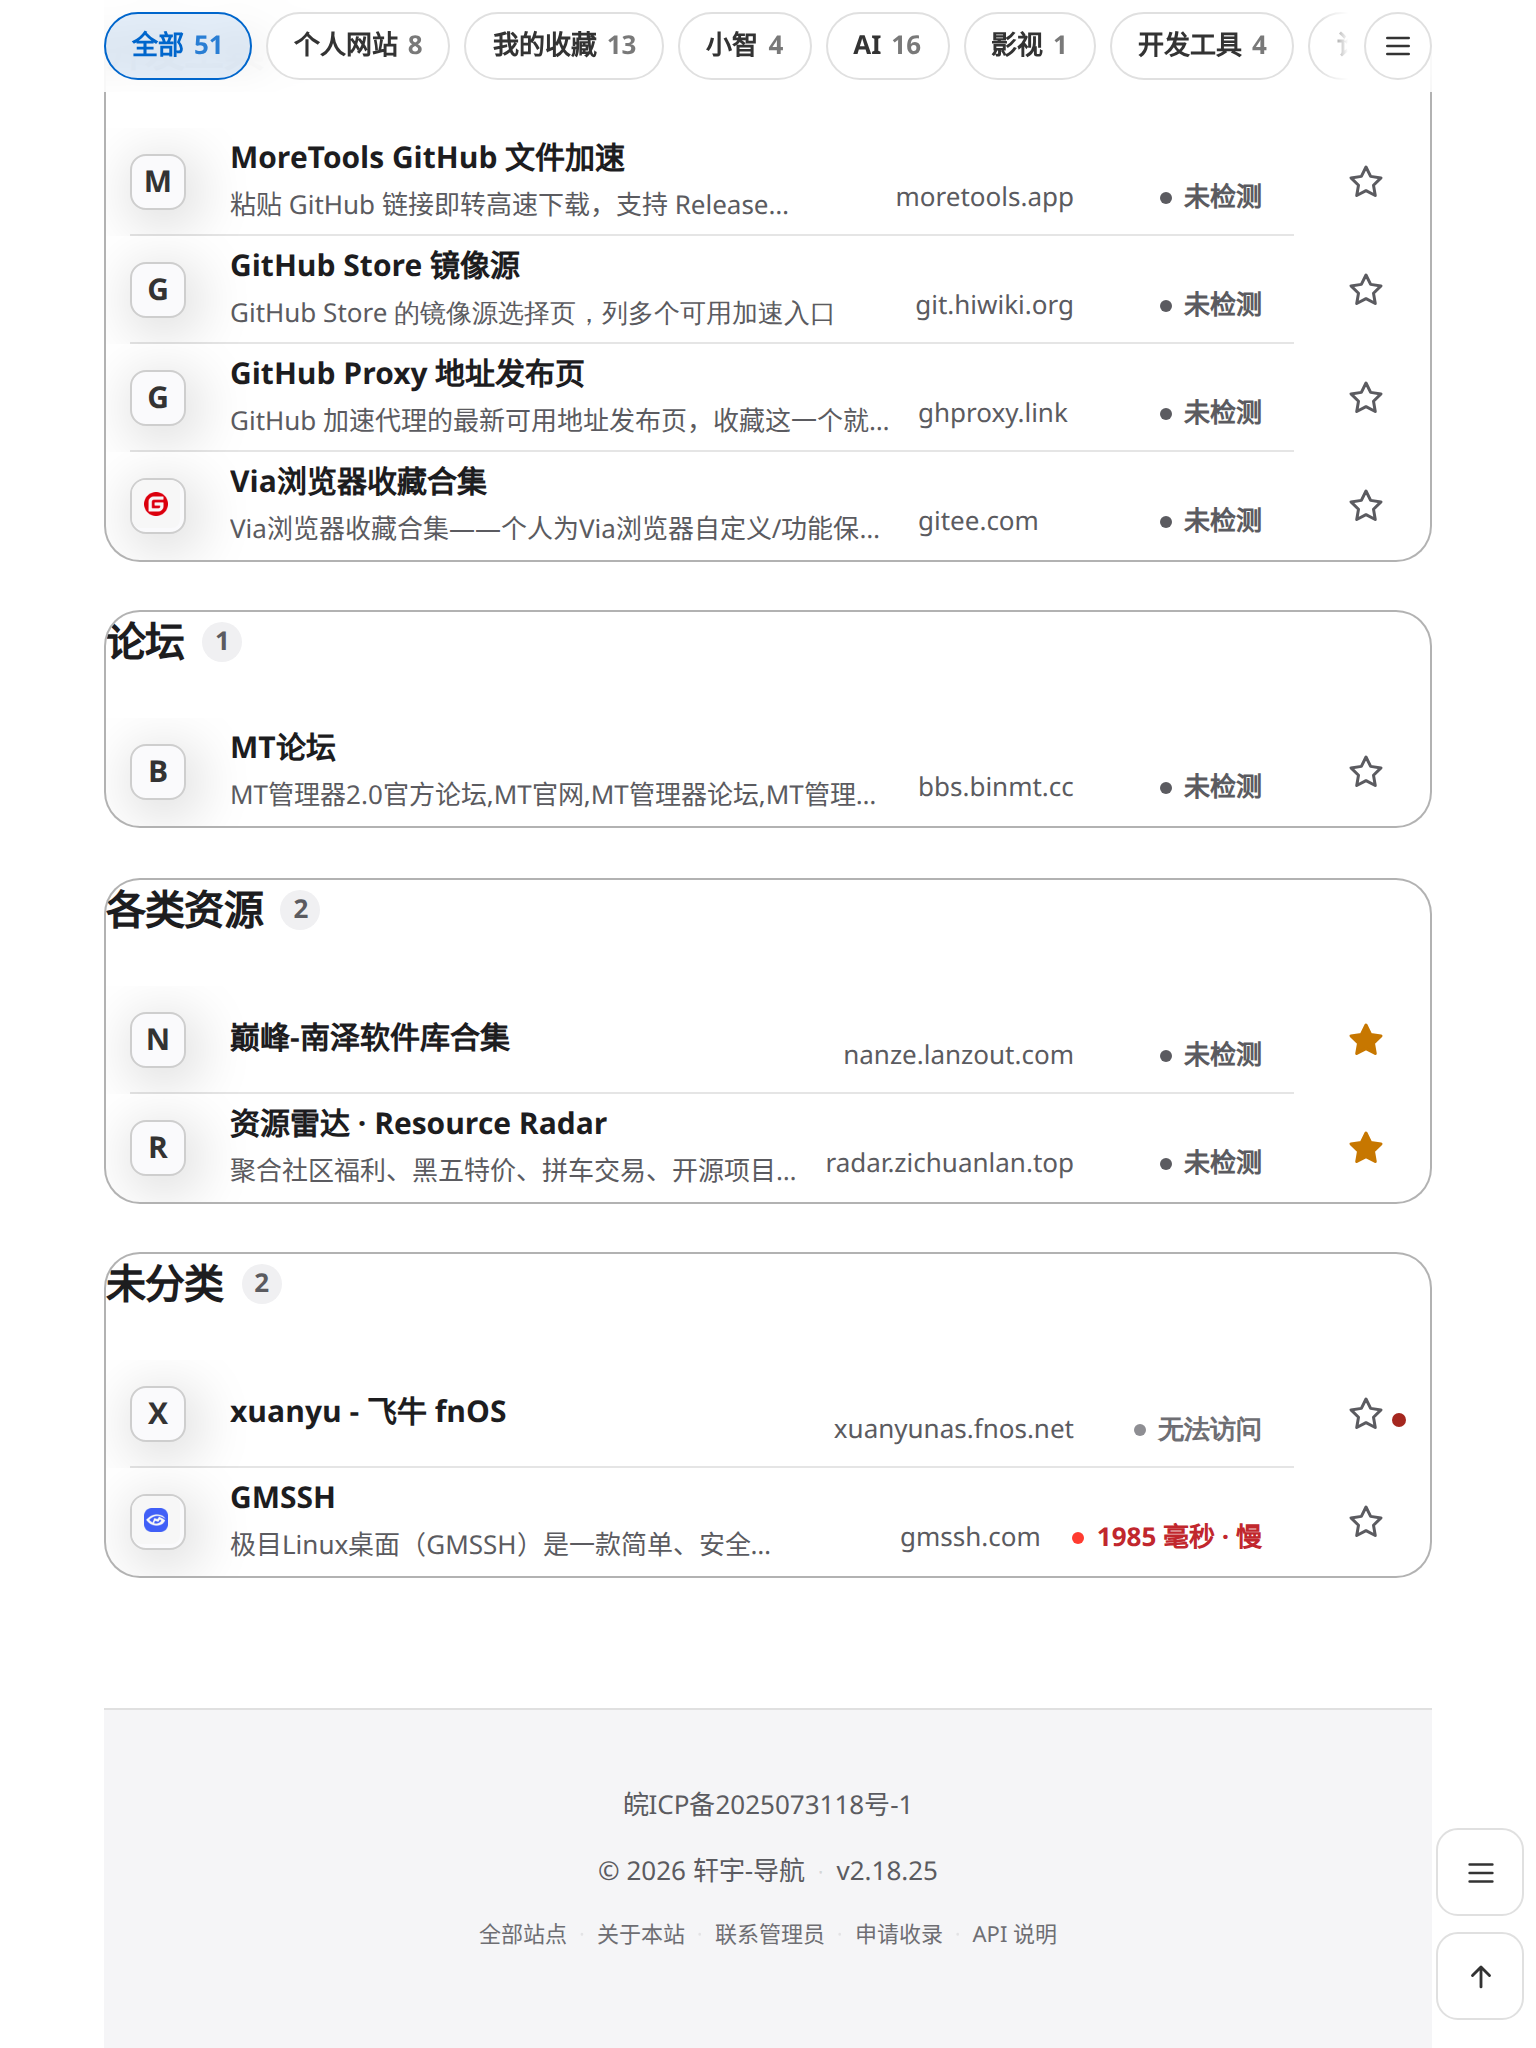 全部 51 个人网站 8 我的收藏 13 小智 4 AI 16 影视 1 开发工具 4
M
MoreTools GitHub 文件加速
粘贴 GitHub 链接即转高速下载，支持 Release... moretools.app 未检测
G
GitHub Store 镜像源
GitHub Store 的镜像源选择页，列多个可用加速入口 git.hiwiki.org 未检测
G
GitHub Proxy 地址发布页
GitHub 加速代理的最新可用地址发布页，收藏这一个就... ghproxy.link 未检测
G
Via浏览器收藏合集
Via浏览器收藏合集——个人为Via浏览器自定义/功能保... gitee.com 未检测
论坛 1
B
MT论坛
MT管理器2.0官方论坛,MT官网,MT管理器论坛,MT管理... bbs.binmt.cc 未检测
各类资源 2
N
巅峰-南泽软件库合集
nanze.lanzout.com 未检测
R
资源雷达 · Resource Radar
聚合社区福利、黑五特价、拼车交易、开源项目... radar.zichuanlan.top 未检测
未分类 2
X
xuanyu - 飞牛 fnOS
xuanyunas.fnos.net 无法访问
GMSSH
极目Linux桌面（GMSSH）是一款简单、安全... gmssh.com 1985 毫秒 · 慢
皖ICP备2025073118号-1
© 2026 轩宇-导航 · v2.18.25
全部站点 · 关于本站 · 联系管理员 · 申请收录 · API 说明